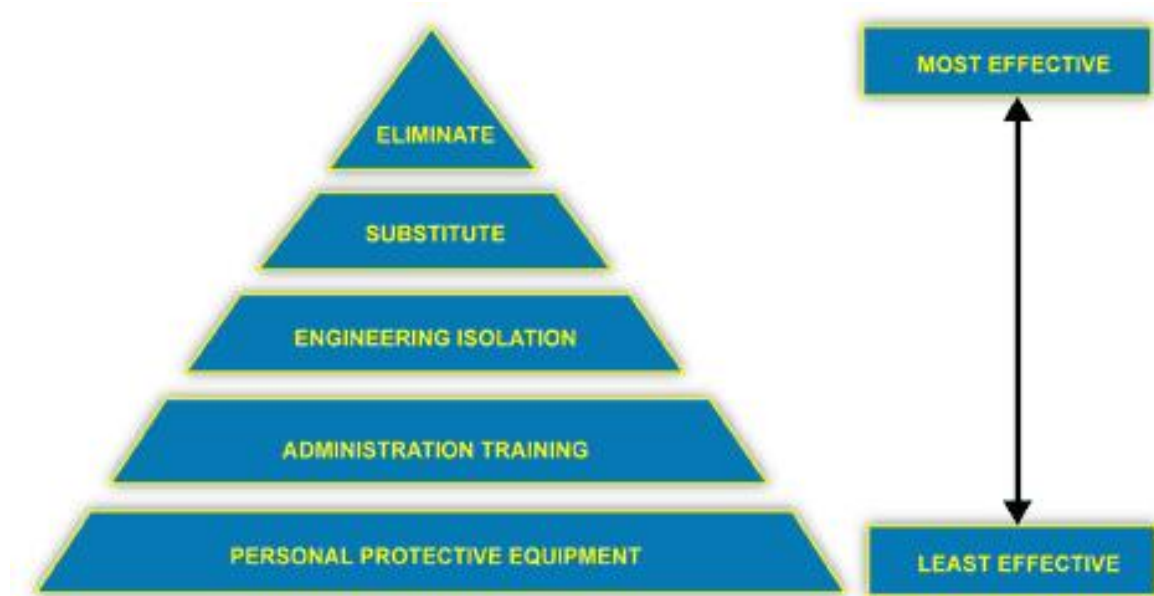 MOST EFFECTIVE
ELIMINATE
SUBSTITUTE
ENGINEERING ISOLATION
ADMINISTRATION TRAINING
PERSONAL PROTECTIVE EQUIPMENT
LEAST EFFECTIVE